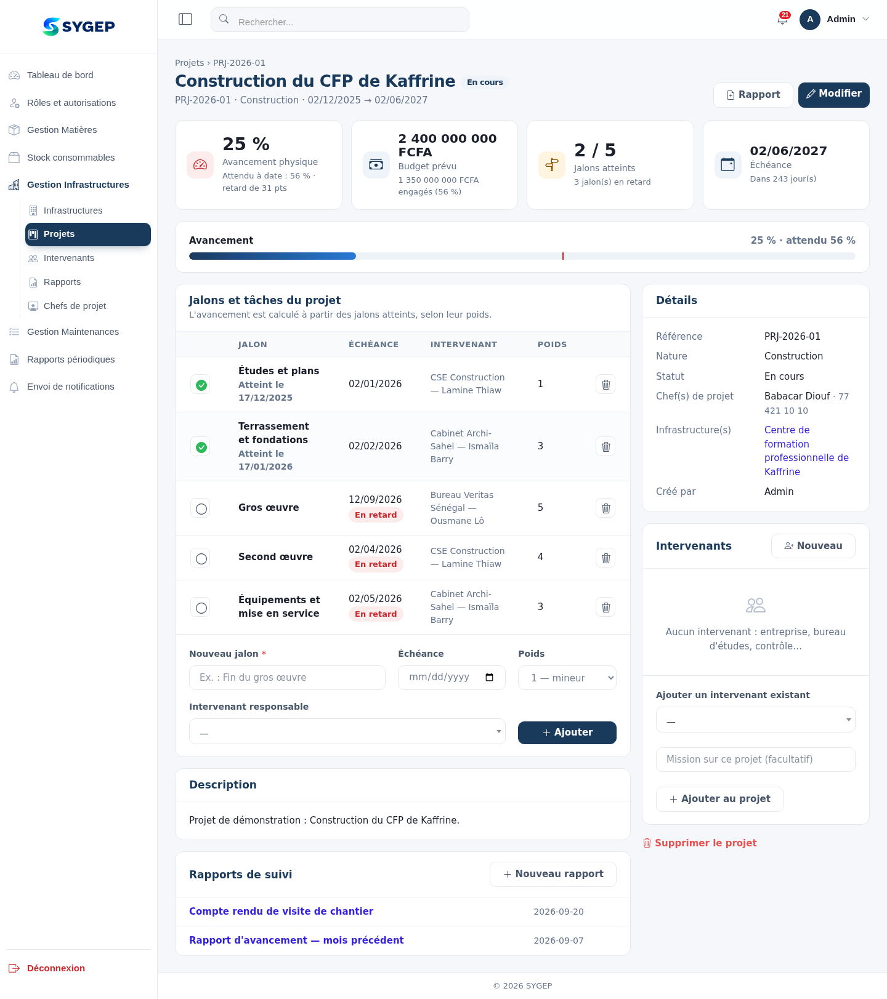 SYGEP
Tableau de bord
Rôles et autorisations
Gestion Matières
Stock consommables
Gestion Infrastructures
Infrastructures
Projets
Intervenants
Rapports
Chefs de projet
Gestion Maintenances
Rapports périodiques
Envoi de notifications
Déconnexion
Rechercher...
21
A
Admin
Projets › PRJ-2026-01
Construction du CFP de Kaffrine En cours
PRJ-2026-01 · Construction · 02/12/2025 → 02/06/2027
Rapport
Modifier
25 %
Avancement physique
Attendu à date : 56 % ·
retard de 31 pts
2 400 000 000
FCFA
Budget prévu
1 350 000 000 FCFA
engagés (56 %)
2 / 5
Jalons atteints
3 jalon(s) en retard
02/06/2027
Échéance
Dans 243 jour(s)
Avancement
25 % · attendu 56 %
Jalons et tâches du projet
L'avancement est calculé à partir des jalons atteints, selon leur poids.
JALON ÉCHÉANCE INTERVENANT POIDS
Études et plans
Atteint le
17/12/2025
02/01/2026
CSE Construction
— Lamine Thiaw
1
Terrassement
et fondations
Atteint le
17/01/2026
02/02/2026
Cabinet Archi-
Sahel — Ismaïla
Barry
3
Gros œuvre
12/09/2026
En retard
Bureau Veritas
Sénégal —
Ousmane Lô
5
Second œuvre
02/04/2026
En retard
CSE Construction
— Lamine Thiaw
4
Équipements et
mise en service
02/05/2026
En retard
Cabinet Archi-
Sahel — Ismaïla
Barry
3
Nouveau jalon *
Ex. : Fin du gros œuvre
Échéance
mm/dd/yyyy
Poids
1 — mineur
Intervenant responsable
—
+ Ajouter
Description
Projet de démonstration : Construction du CFP de Kaffrine.
Rapports de suivi
+ Nouveau rapport
Compte rendu de visite de chantier 2026-09-20
Rapport d'avancement — mois précédent 2026-09-07
Détails
Référence PRJ-2026-01
Nature Construction
Statut En cours
Chef(s) de projet Babacar Diouf · 77
421 10 10
Infrastructure(s) Centre de
formation
professionnelle de
Kaffrine
Créé par Admin
Intervenants
Nouveau
Aucun intervenant : entreprise, bureau
d'études, contrôle…
Ajouter un intervenant existant
—
Mission sur ce projet (facultatif)
+ Ajouter au projet
Supprimer le projet
© 2026 SYGEP